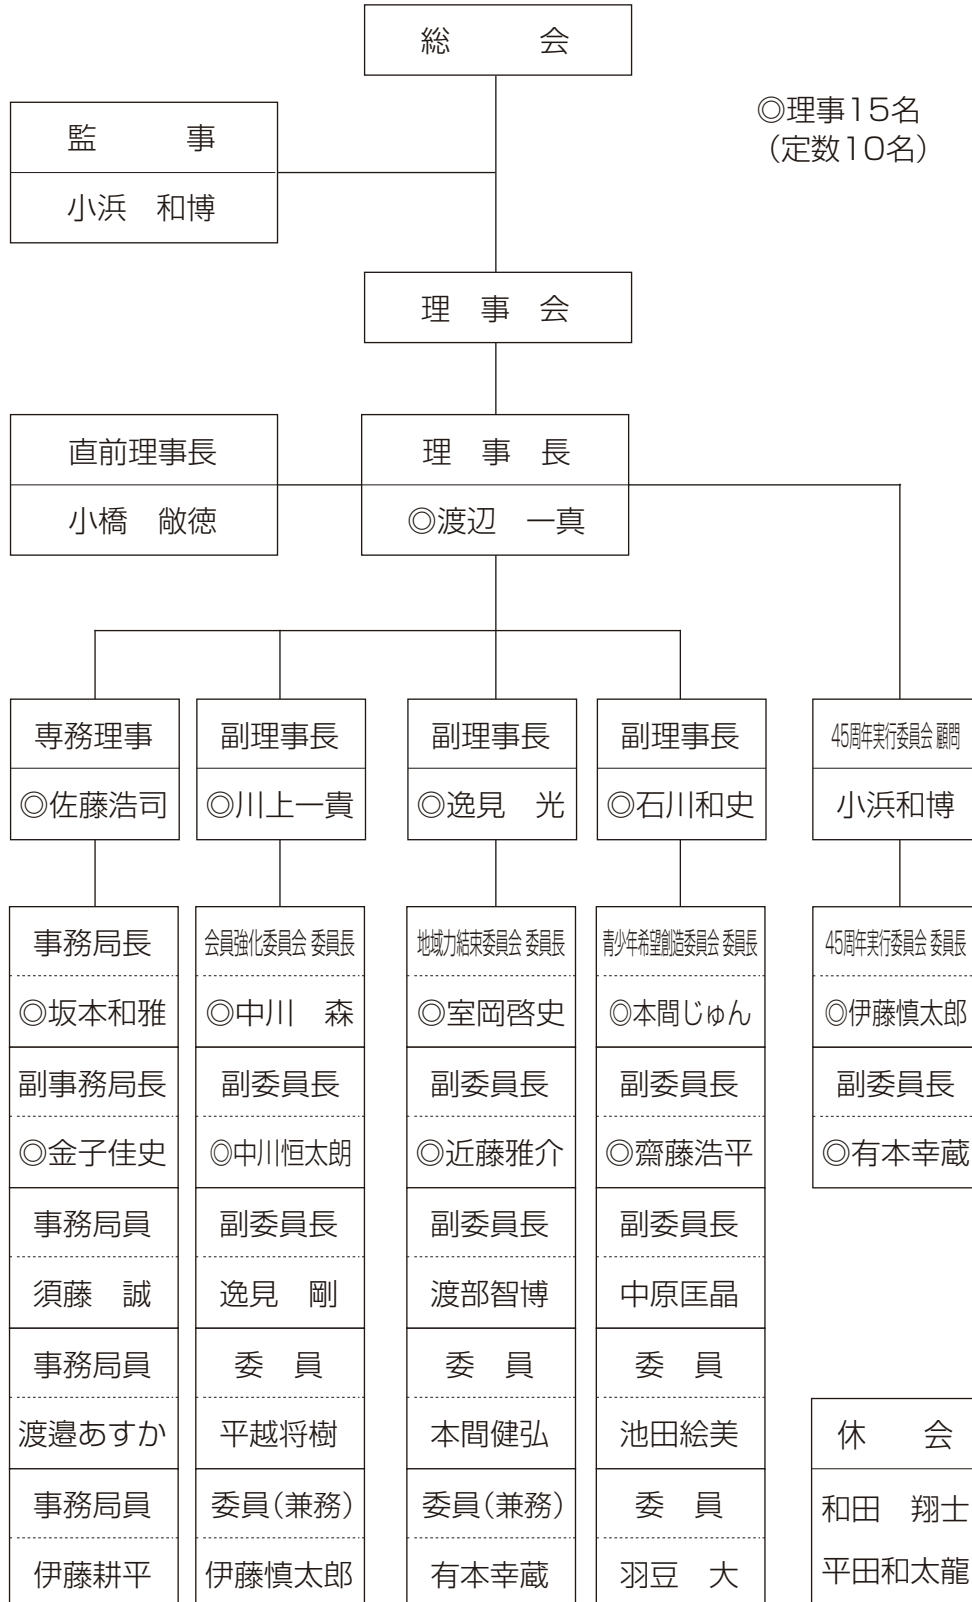 総　会
◎理事15名
（定数10名）
監　事
小浜　和博
理　事　会
直前理事長
小橋　敞徳
理　事　長
◎渡辺　一真
専務理事
◎佐藤浩司
副理事長
◎川上一貴
副理事長
◎逸見　光
副理事長
◎石川和史
45周年実行委員会 顧問
小浜和博
事務局長
◎坂本和雅
副事務局長
◎金子佳史
事務局員
須藤　誠
事務局員
渡邉あすか
事務局員
伊藤耕平
会員強化委員会 委員長
◎中川　森
副委員長
◎中川恒太朗
副委員長
逸見　剛
委　員
平越将樹
委員（兼務）
伊藤慎太郎
地域力結束委員会 委員長
◎室岡啓史
副委員長
◎近藤雅介
副委員長
渡部智博
委　員
本間健弘
委員（兼務）
有本幸蔵
青少年希望創造委員会 委員長
◎本間じゅん
副委員長
◎齋藤浩平
副委員長
中原匡晶
委　員
池田絵美
委　員
羽豆　大
45周年実行委員会 委員長
◎伊藤慎太郎
副委員長
◎有本幸蔵
休　会
和田　翔士
平田和太龍